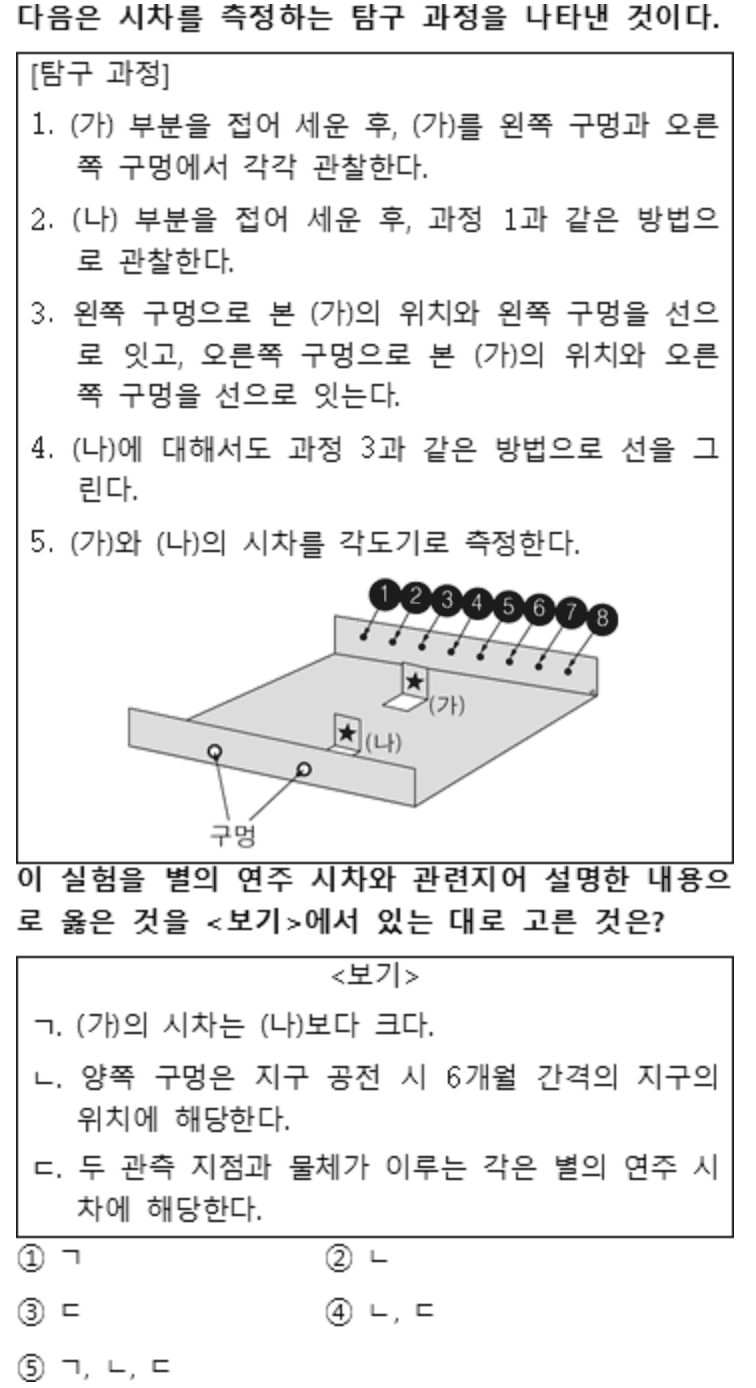 다음은 시차를 측정하는 탐구 과정을 나타낸 것이다.
[탐구 과정]
1. (가) 부분을 접어 세운 후, (가)를 왼쪽 구멍과 오른
쪽 구멍에서 각각 관찰한다.
2. (나) 부분을 접어 세운 후, 과정 1과 같은 방법으
로 관찰한다.
3. 왼쪽 구멍으로 본 (가)의 위치와 왼쪽 구멍을 선으
로 잇고, 오른쪽 구멍으로 본 (가)의 위치와 오른
쪽 구멍을 선으로 잇는다.
4. (나)에 대해서도 과정 3과 같은 방법으로 선을 그
린다.
5. (가)와 (나)의 시차를 각도기로 측정한다.
1 2 3 4 5 6 7 8
(가)
(나)
구멍
이 실험을 별의 연주 시차와 관련지어 설명한 내용으
로 옳은 것을 <보기>에서 있는 대로 고른 것은?
<보기>
ㄱ. (가)의 시차는 (나)보다 크다.
ㄴ. 양쪽 구멍은 지구 공전 시 6개월 간격의 지구의
위치에 해당한다.
ㄷ. 두 관측 지점과 물체가 이루는 각은 별의 연주 시
차에 해당한다.
① ㄱ ② ㄴ
③ ㄷ ④ ㄴ, ㄷ
⑤ ㄱ, ㄴ, ㄷ